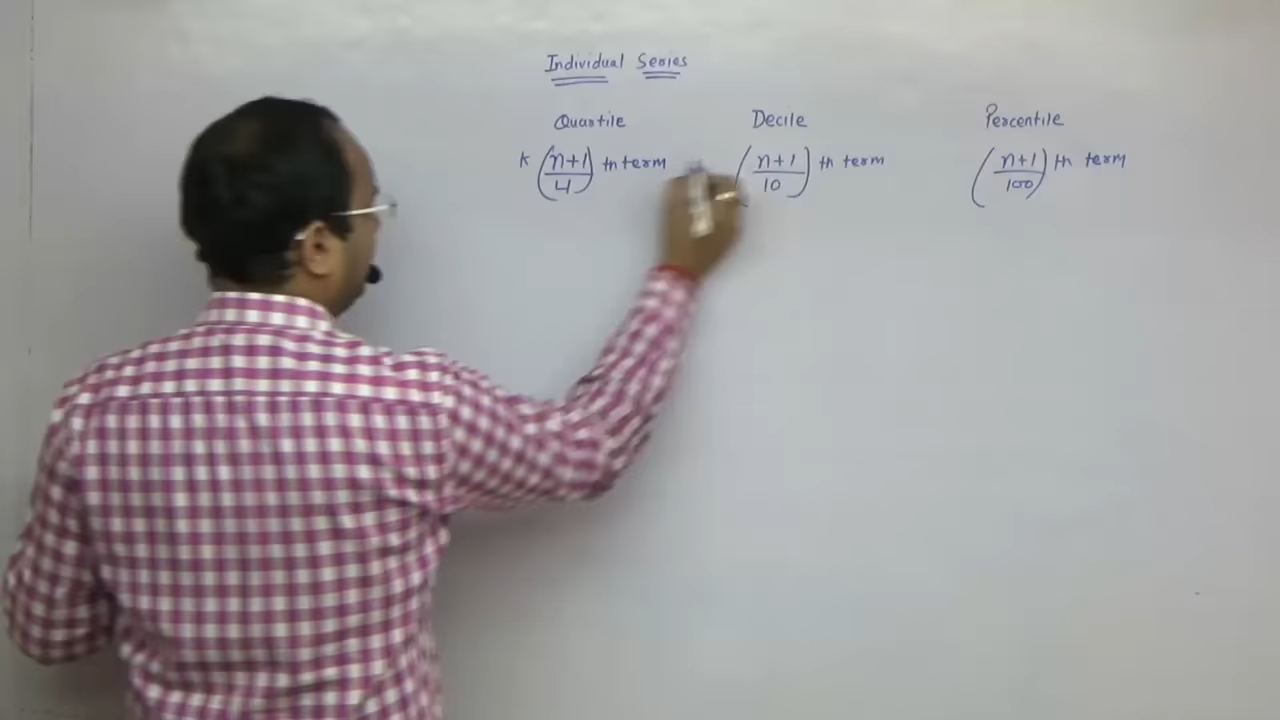 Individual Series
Quartile Decile Percentile
K (n+1/4) th term (n+1/10) th term (n+1/100) th term